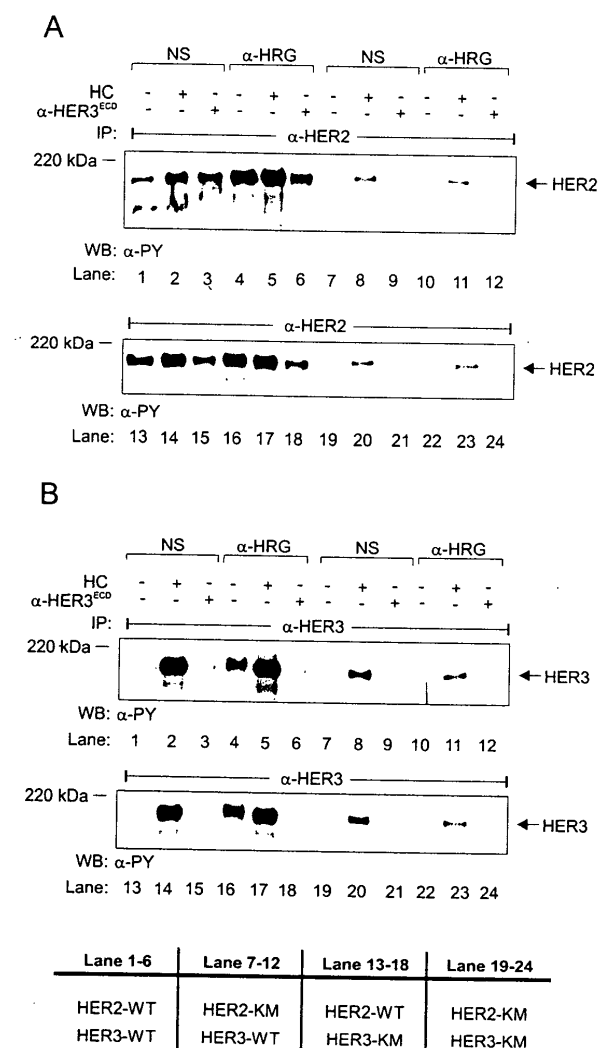 A
NS α-HRG NS α-HRG
HC - + - - + - - + - - + -
α-HER3ECD - - + - - + - - + - - +
IP: α-HER2
220 kDa
HER2
WB: α-PY
Lane: 1 2 3 4 5 6 7 8 9 10 11 12
α-HER2
220 kDa
HER2
WB: α-PY
Lane: 13 14 15 16 17 18 19 20 21 22 23 24
B
NS α-HRG NS α-HRG
HC - + - - + - - + - - + -
α-HER3ECD - - + - - + - - + - - +
IP: α-HER3
220 kDa
HER3
WB: α-PY
Lane: 1 2 3 4 5 6 7 8 9 10 11 12
α-HER3
220 kDa
HER3
WB: α-PY
Lane: 13 14 15 16 17 18 19 20 21 22 23 24
Lane 1-6 Lane 7-12 Lane 13-18 Lane 19-24
HER2-WT HER2-KM HER2-WT HER2-KM
HER3-WT HER3-WT HER3-KM HER3-KM